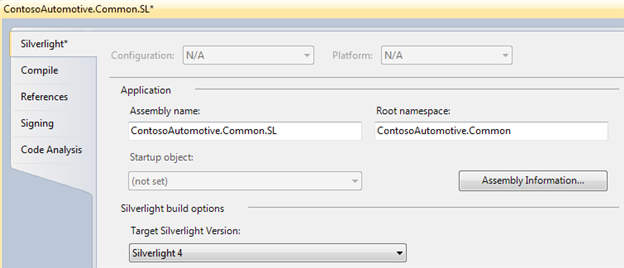 ContosoAutomotive.Common.SL*
Silverlight*
Compile
References
Signing
Code Analysis
Configuration: N/A Platform: N/A
Application
Assembly name: Root namespace:
ContosoAutomotive.Common.SL ContosoAutomotive.Common
Startup object:
(not set) Assembly Information...
Silverlight build options
Target Silverlight Version:
Silverlight 4